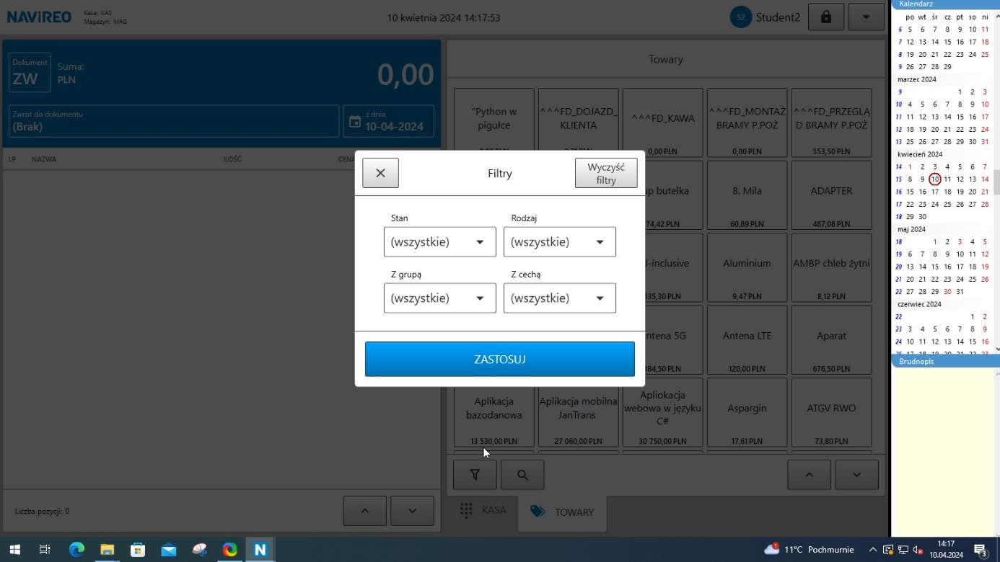 NAVIREO
Kasa: KAS
Magazyn: MAG
10 kwietnia 2024 14:17:53
S2 Student2
Dokument
ZW
Suma:
PLN
0,00
Zwrot do dokumentu
(Brak)
z dnia
10-04-2024
LP NAZWA ILOŚĆ CENA
Liczba pozycji: 0
Towary
"Python w
pigułce
^^^FD_DOJAZD_
KLIENTA
^^^FD_KAWA
0,00 PLN
^^^FD_MONTAŻ
BRAMY P.POŻ
0,00 PLN
^^^FD_PRZEGLĄ
D BRAMY P.POŻ
553,50 PLN
up butelka
74,42 PLN
8. Mila
60,89 PLN
ADAPTER
487,08 PLN
l-inclusive
135,30 PLN
Aluminium
9,47 PLN
AMBP chleb żytni
8,12 PLN
ntena 5G
184,50 PLN
Antena LTE
120,00 PLN
Aparat
676,50 PLN
Aplikacja
bazodanowa
13 530,00 PLN
Aplikacja mobilna
JanTrans
27 060,00 PLN
Apliokacja
webowa w języku
C#
30 750,00 PLN
Aspargin
17,61 PLN
ATGV RWO
73,80 PLN
KASA
TOWARY
Filtry
Wyczyść
filtry
Stan
(wszystkie)
Rodzaj
(wszystkie)
Z grupą
(wszystkie)
Z cechą
(wszystkie)
ZASTOSUJ
Kalendarz
po wt śr cz pt so ni
6 5 6 7 8 9 10 11
7 12 13 14 15 16 17 18
8 19 20 21 22 23 24 25
9 26 27 28 29
marzec 2024
9 1 2 3
10 4 5 6 7 8 9 10
11 11 12 13 14 15 16 17
12 18 19 20 21 22 23 24
13 25 26 27 28 29 30 31
kwiecień 2024
14 1 2 3 4 5 6 7
15 8 9 10 11 12 13 14
16 15 16 17 18 19 20 21
17 22 23 24 25 26 27 28
18 29 30
maj 2024
18 1 2 3 4 5
19 6 7 8 9 10 11 12
20 13 14 15 16 17 18 19
21 20 21 22 23 24 25 26
22 27 28 29 30 31
czerwiec 2024
22 1 2
23 3 4 5 6 7 8 9
24 10 11 12 13 14 15 16
25 17 18 19 20 21 22 23
Brudnopis
N
1
11°C Pochmurnie
14:17
10.04.2024
3